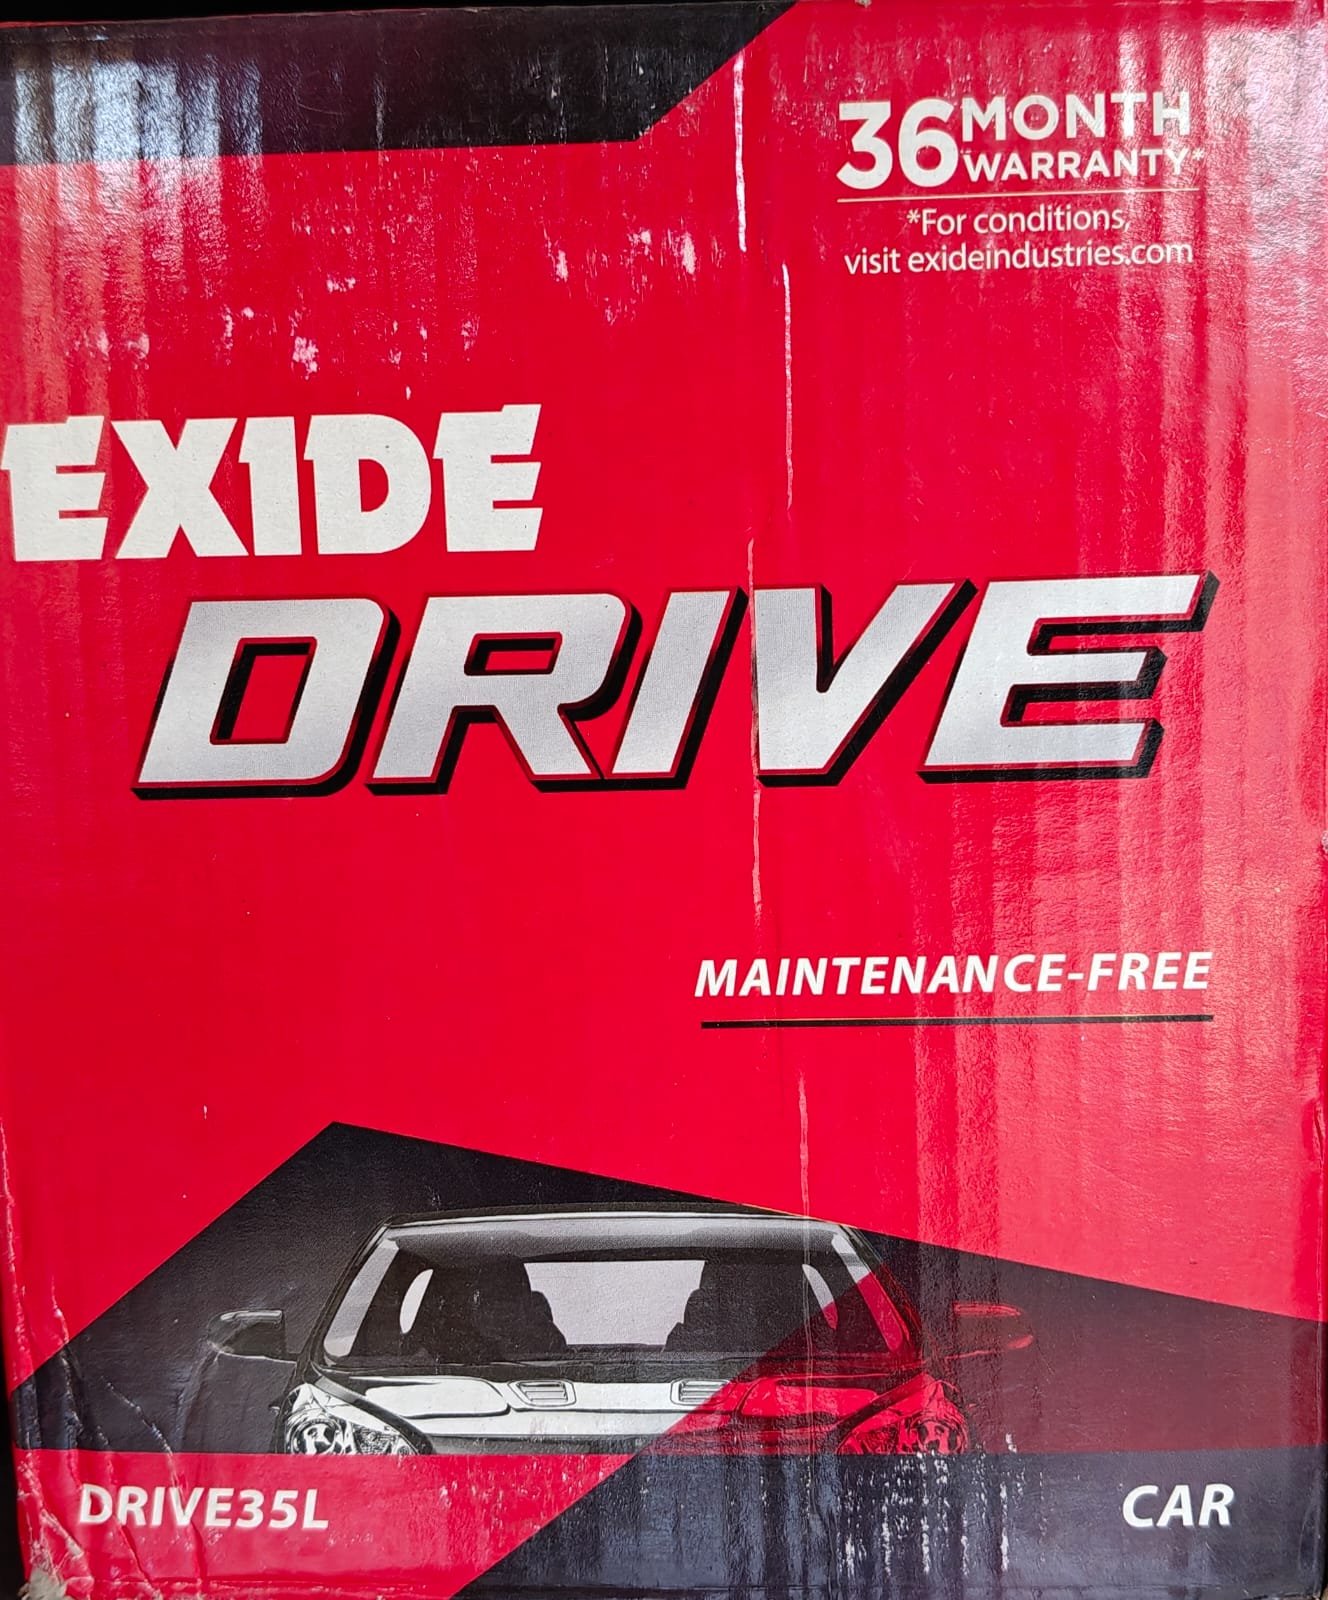 36 MONTH
WARRANTY*
*For conditions,
visit exideindustries.com
EXIDE
DRIVE
MAINTENANCE-FREE
DRIVE35L
CAR